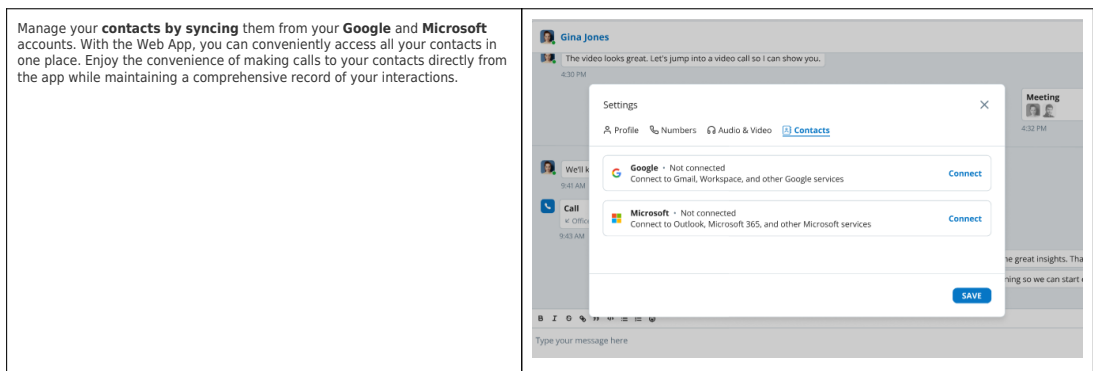 Manage your contacts by syncing them from your Google and Microsoft
accounts. With the Web App, you can conveniently access all your contacts in
one place. Enjoy the convenience of making calls to your contacts directly from
the app while maintaining a comprehensive record of your interactions.
Gina Jones
The video looks great. Let's jump into a video call so I can show you.
4:30 PM
Meeting
4:32 PM
Settings
Profile Numbers Audio & Video Contacts
We'll k
9:41 AM
Google • Not connected
Connect to Gmail, Workspace, and other Google services
Connect
Call
Offic
9:43 AM
Microsoft • Not connected
Connect to Outlook, Microsoft 365, and other Microsoft services
Connect
ne great insights. Tha
ning so we can start
SAVE
B I S
Type your message here